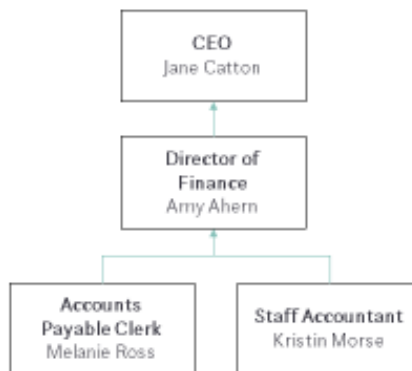 CEO
Jane Catton
Director of
Finance
Amy Ahern
Accounts
Payable Clerk
Melanie Ross
Staff Accountant
Kristin Morse